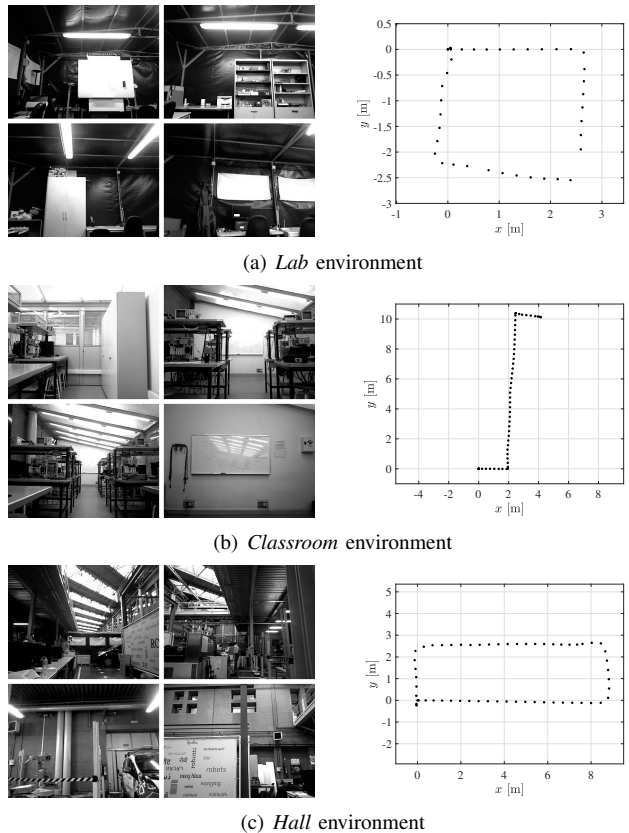 0.5
0
-0.5
-1
-1.5
-2
-2.5
-3
y [m]
-1 0 1 2 3
x [m]
(a) Lab environment
10
8
6
4
2
0
y [m]
-4 -2 0 2 4 6 8
x [m]
(b) Classroom environment
RO
robots
robots
5
4
3
2
1
0
-1
-2
y [m]
0 2 4 6 8
x [m]
(c) Hall environment